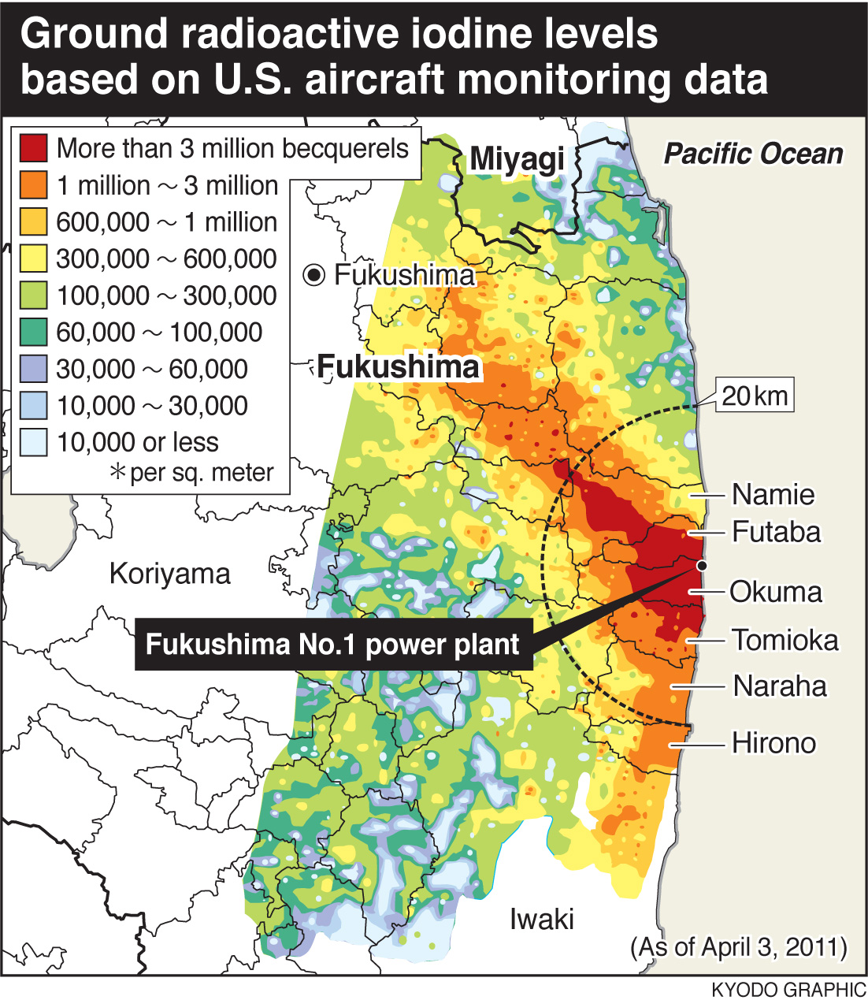 Ground radioactive iodine levels
based on U.S. aircraft monitoring data
More than 3 million becquerels
1 million ～ 3 million
600,000 ～ 1 million
300,000 ～ 600,000
100,000 ～ 300,000
60,000 ～ 100,000
30,000 ～ 60,000
10,000 ～ 30,000
10,000 or less
＊per sq. meter
Miyagi
Pacific Ocean
Fukushima
Fukushima
20 km
Namie
Futaba
Koriyama
Okuma
Fukushima No.1 power plant
Tomioka
Naraha
Hirono
Iwaki
(As of April 3, 2011)
KYODO GRAPHIC